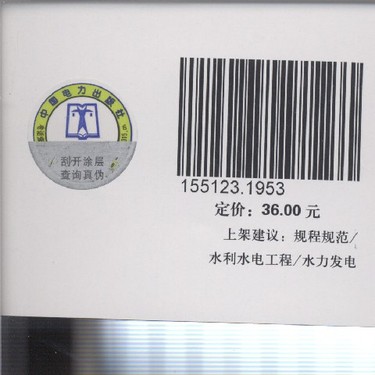 中国电力出版社
刮开涂层
查询真伪
155123.1953
定价：36.00 元
上架建议：规程规范/
水利水电工程/水力发电